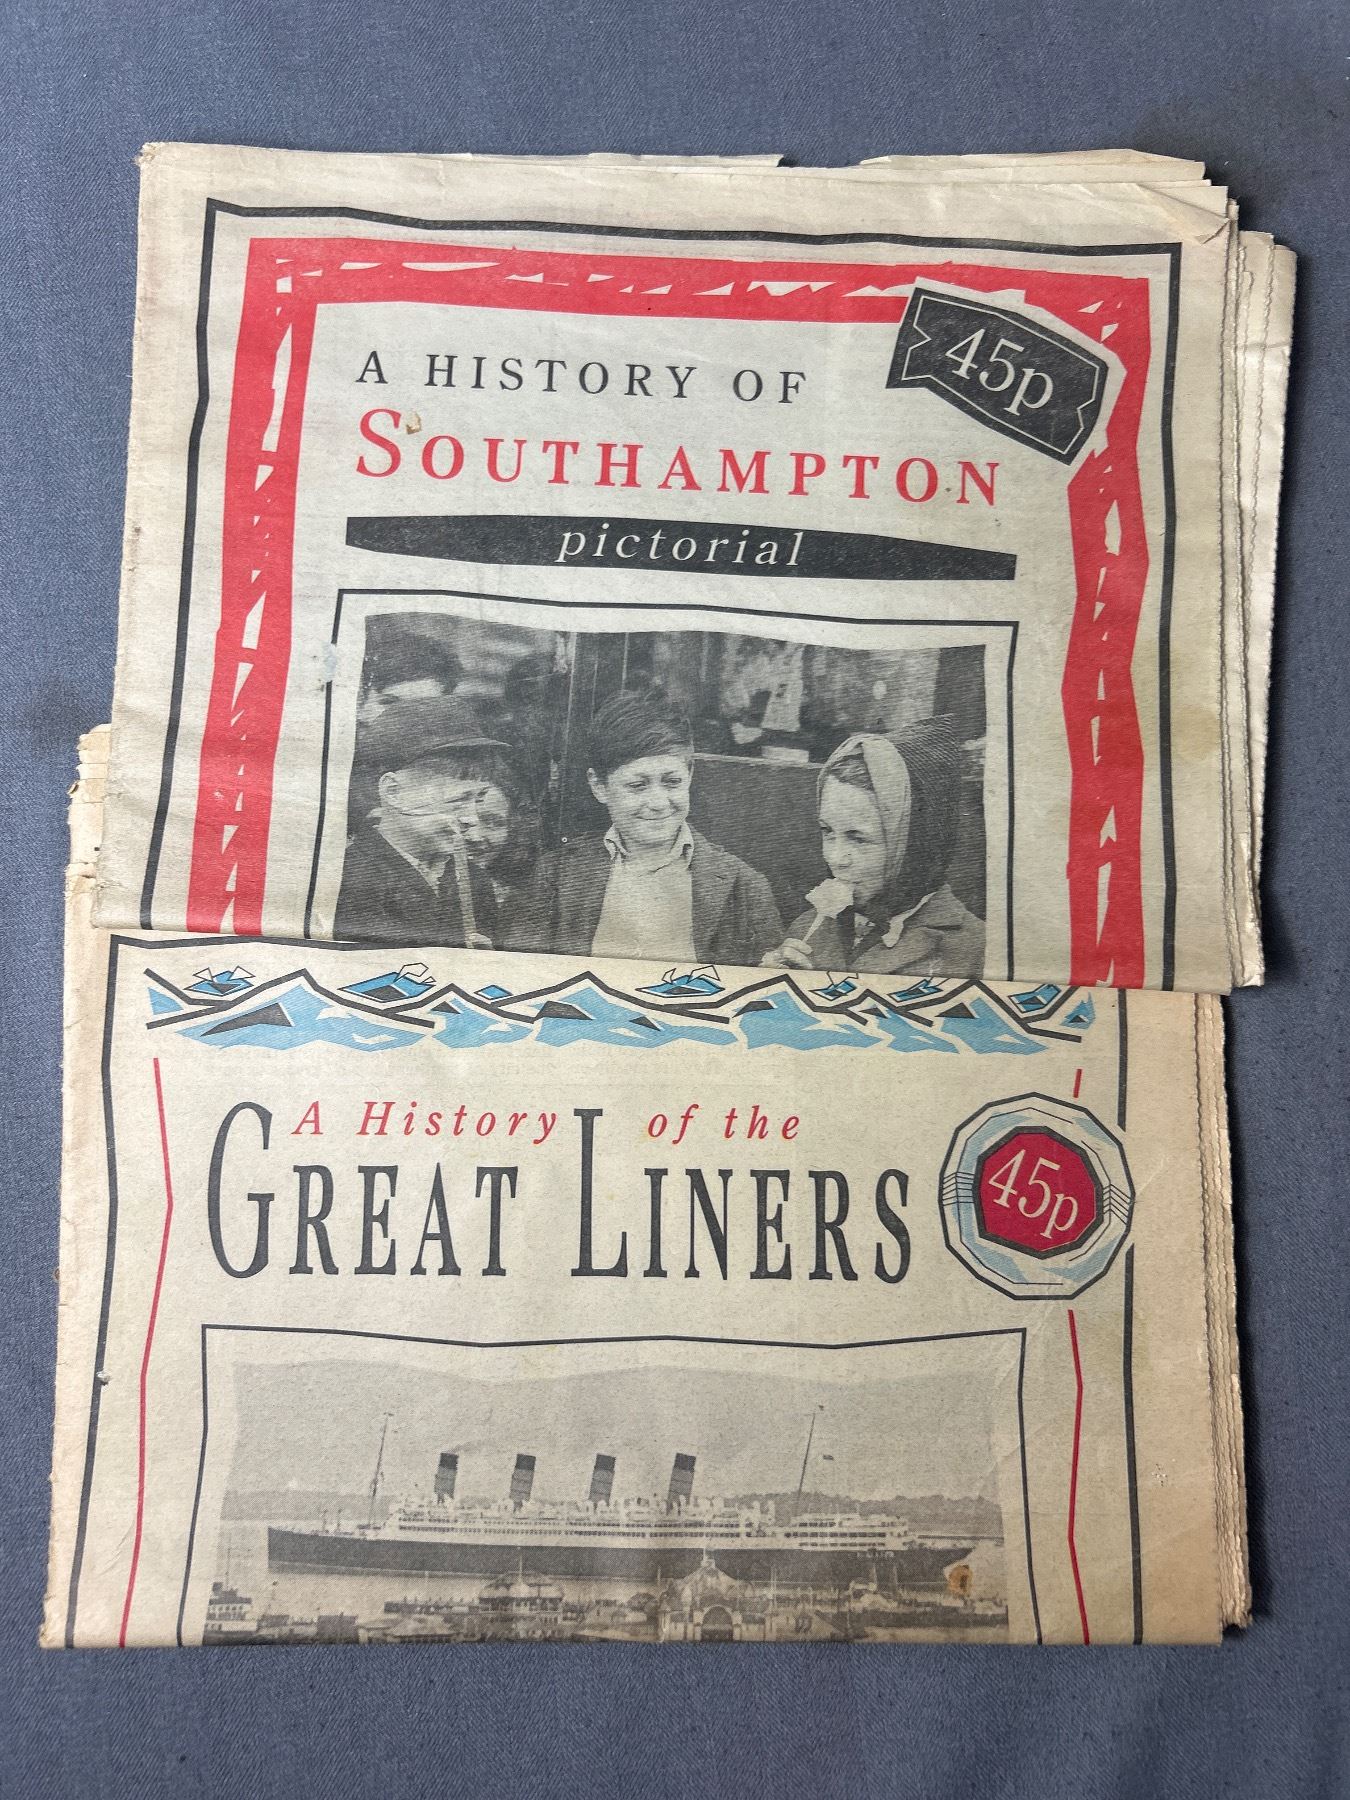 A HISTORY OF
SOUTHAMPTON
45p
pictorial
A History of the
GREAT LINERS
45p